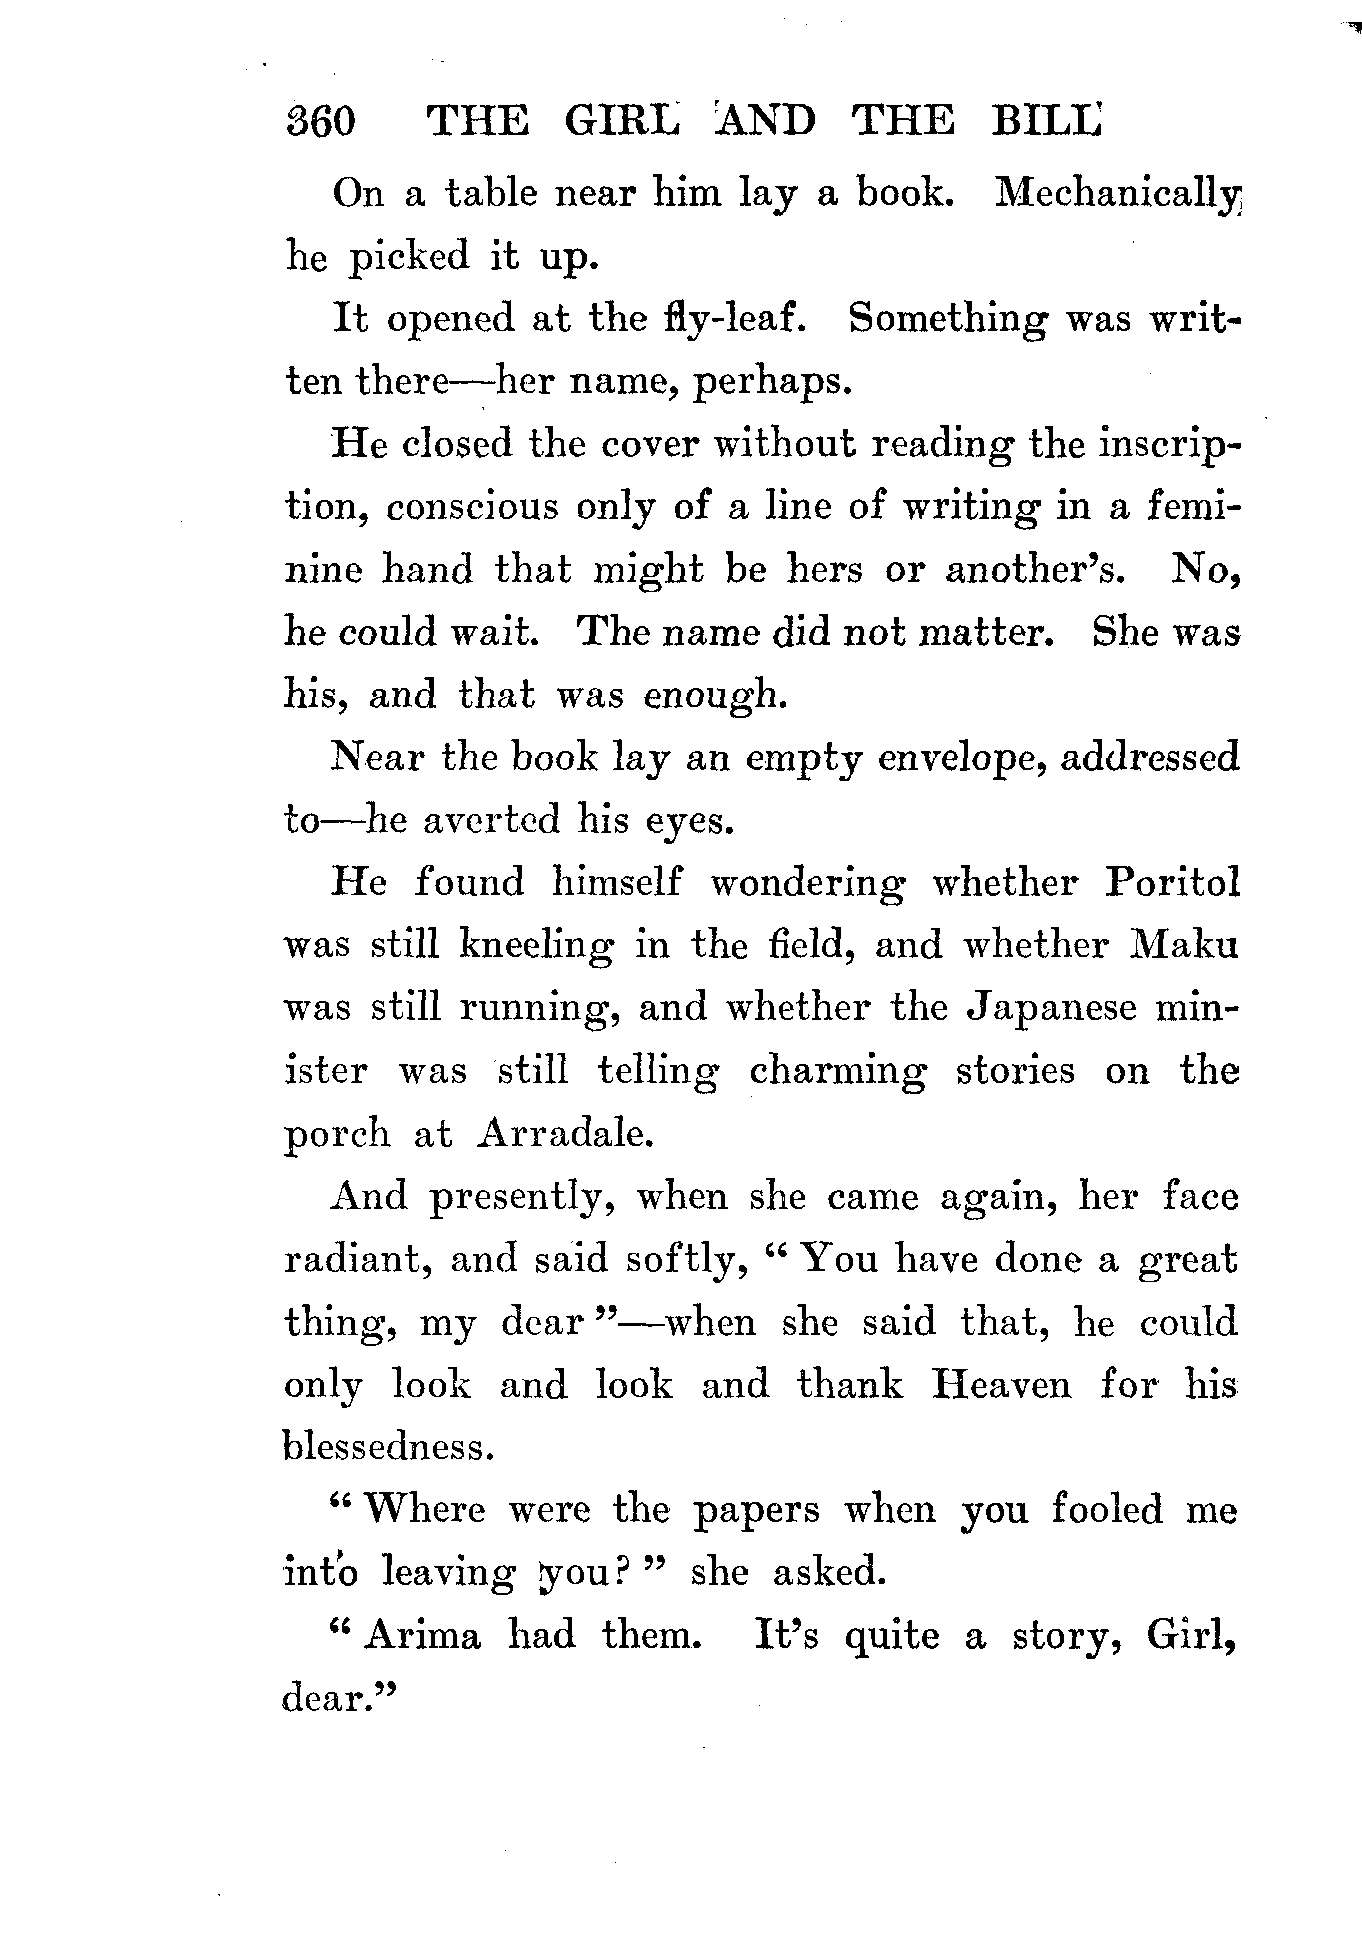 360 THE GIRL AND THE BILL
On a table near him lay a book. Mechanically
he picked it up.
It opened at the fly-leaf. Something was writ-
ten there—her name, perhaps.
He closed the cover without reading the inscrip-
tion, conscious only of a line of writing in a femi-
nine hand that might be hers or another's. No,
he could wait. The name did not matter. She was
his, and that was enough.
Near the book lay an empty envelope, addressed
to—he averted his eyes.
He found himself wondering whether Poritol
was still kneeling in the field, and whether Maku
was still running, and whether the Japanese min-
ister was still telling charming stories on the
porch at Arradale.
And presently, when she came again, her face
radiant, and said softly, “ You have done a great
thing, my dear ”—when she said that, he could
only look and look and thank Heaven for his
blessedness.
“ Where were the papers when you fooled me
into leaving you? ” she asked.
“ Arima had them. It's quite a story, Girl,
dear.”